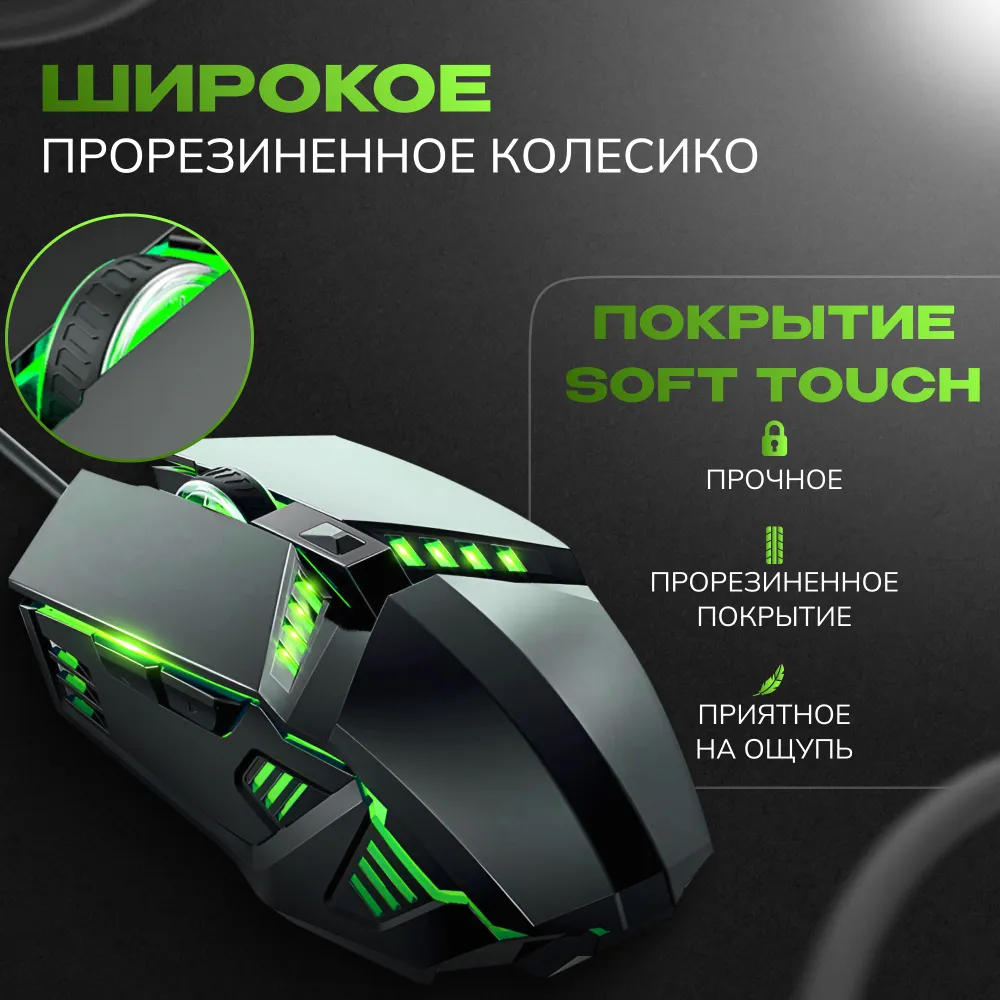 ШИРОКОЕ
ПРОРЕЗИНЕННОЕ КОЛЕСИКО
ПОКРЫТИЕ
SOFT TOUCH
ПРОЧНОЕ
ПРОРЕЗИНЕННОЕ
ПОКРЫТИЕ
ПРИЯТНОЕ
НА ОЩУПЬ